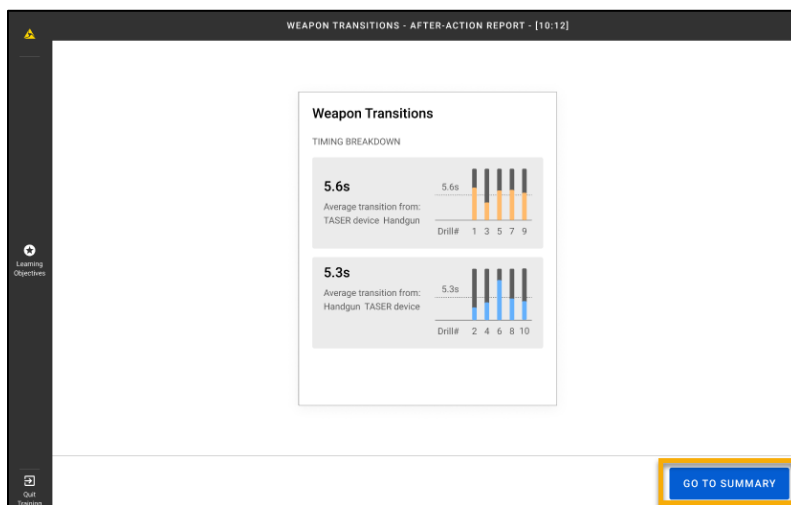 WEAPON TRANSITIONS - AFTER-ACTION REPORT - [10:12]
Weapon Transitions
TIMING BREAKDOWN
5.6s
Average transition from:
TASER device Handgun
5.6s
Drill# 1 3 5 7 9
5.3s
Average transition from:
Handgun TASER device
5.3s
Drill# 2 4 6 8 10
Learning
Objectives
Quit
Training
GO TO SUMMARY